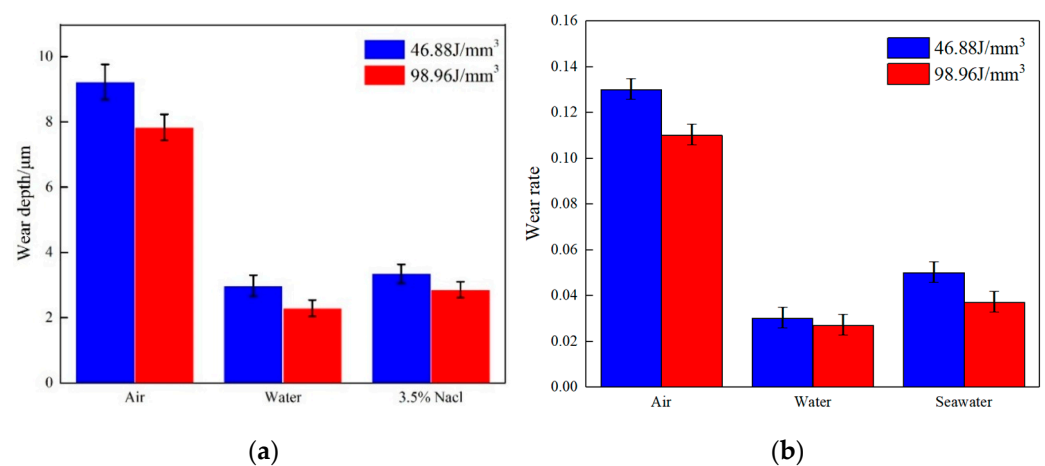 46.88J/mm³
98.96J/mm³
10
8
6
4
2
0
Wear depth/μm
Air Water 3.5% Nacl
(a)
46.88J/mm³
98.96J/mm³
0.16
0.14
0.12
0.10
0.08
0.06
0.04
0.02
0.00
Wear rate
Air Water Seawater
(b)